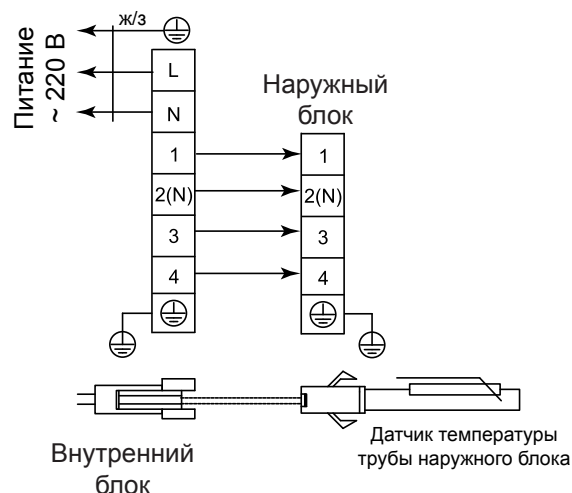 ж/з
Питание
~ 220 В
L
N
1
2(N)
3
4
Наружный
блок
1
2(N)
3
4
Внутренний
блок
Датчик температуры
трубы наружного блока